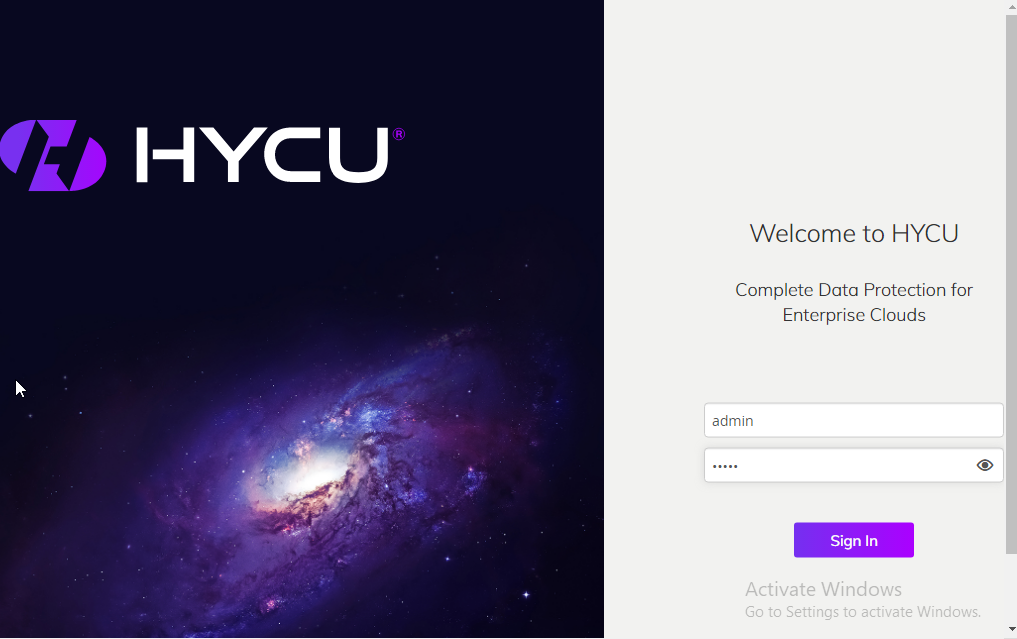 HYCU®
Welcome to HYCU
Complete Data Protection for
Enterprise Clouds
admin
•••••
Sign In
Activate Windows
Go to Settings to activate Windows.